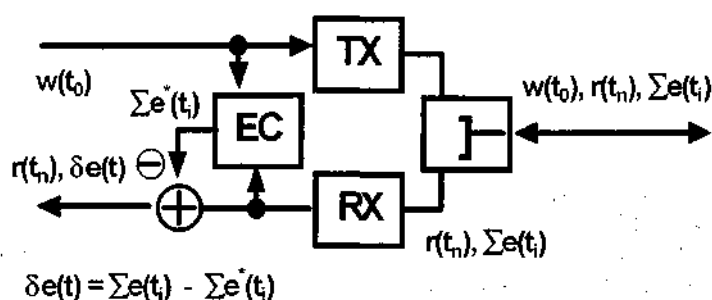 w(t₀)
TX
Σe*(tᵢ)
EC
w(t₀), r(tₙ), Σe(tᵢ)
r(tₙ), δe(t) ⊖
+
RX
r(tₙ), Σe(tᵢ)
δe(t) = Σe(tᵢ) - Σe*(tᵢ)